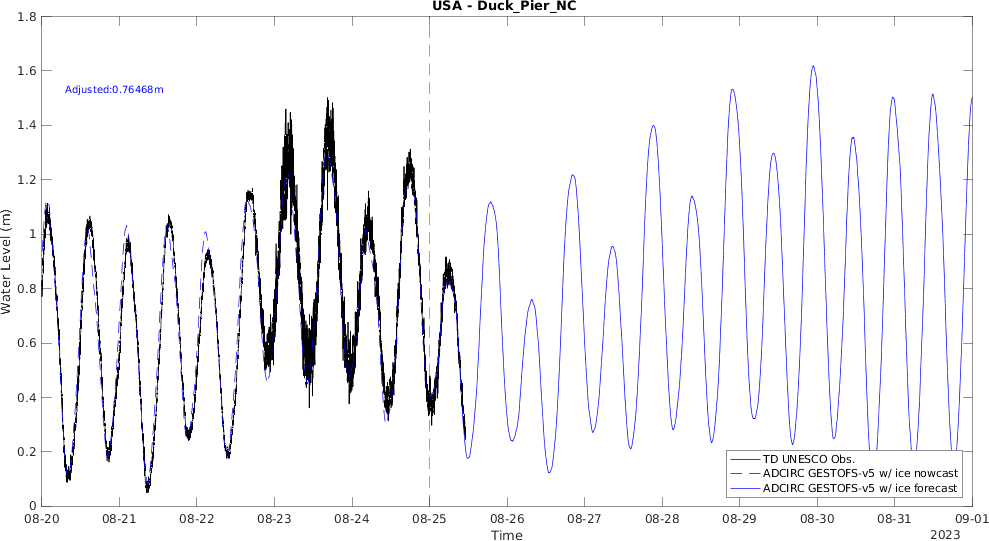 USA - Duck_Pier_NC
1.8
1.6
1.4
1.2
1
0.8
0.6
0.4
0.2
0
Water Level (m)
Adjusted:0.76468m
TD UNESCO Obs.
ADCIRC GESTOFS-v5 w/ ice nowcast
ADCIRC GESTOFS-v5 w/ ice forecast
08-20 08-21 08-22 08-23 08-24 08-25 08-26 08-27 08-28 08-29 08-30 08-31 09-01
Time
2023